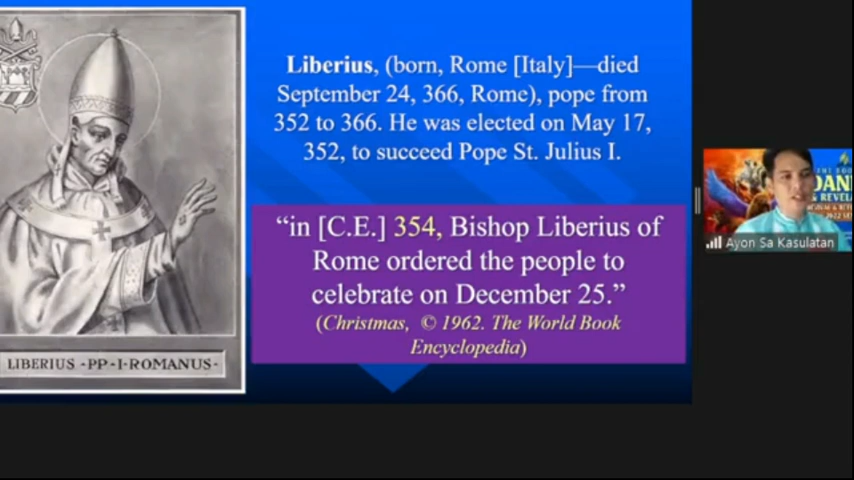 Liberius, (born, Rome [Italy]—died
September 24, 366, Rome), pope from
352 to 366. He was elected on May 17,
352, to succeed Pope St. Julius I.
“in [C.E.] 354, Bishop Liberius of
Rome ordered the people to
celebrate on December 25.”
(Christmas, © 1962. The World Book
Encyclopedia)
LIBERIUS -PP-I-ROMANUS-
DAN
& REVEL
Ayon Sa Kasulatan